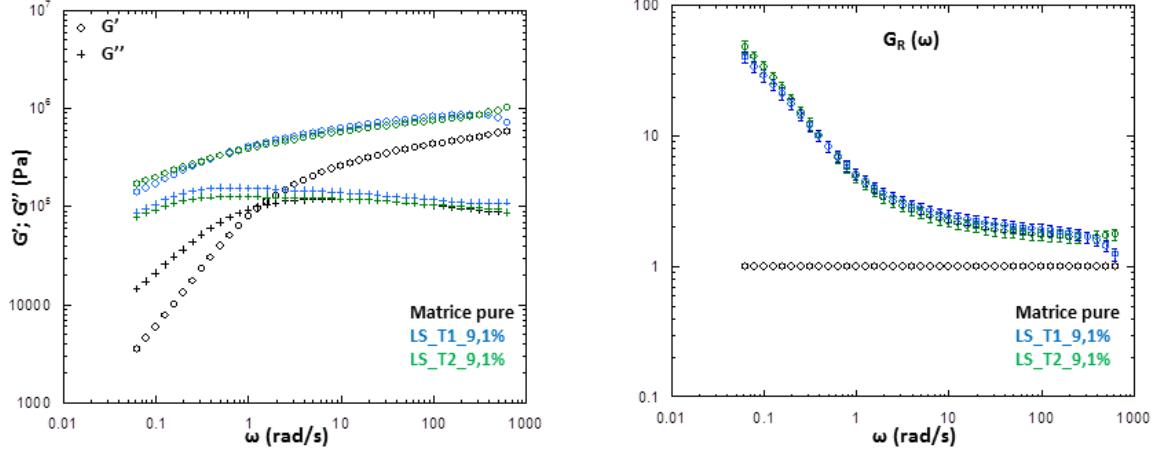 G'
G''
10⁷
10⁶
10⁵
10000
1000
G'; G'' (Pa)
0.01 0.1 1 10 100 1000
ω (rad/s)
Matrice pure
LS_T1_9,1%
LS_T2_9,1%
G_R (ω)
100
10
1
0.1
0.01 0.1 1 10 100 1000
ω (rad/s)
Matrice pure
LS_T1_9,1%
LS_T2_9,1%